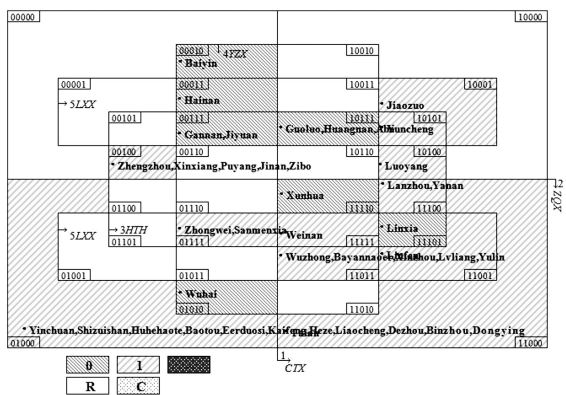 00000 10000
00010 4YZX 10010
Baiyin
00001 00011 10011 10001
5LXX Hainan Jiaozuo
00101 00111 10111 10101
Gannan,Jiyuan Guoluo,Huangnan, Yuncheng
00100 00110 10110 10100
Zhengzhou,Xinxiang,Puyang,Jinan,Zibo Luoyang
Lanzhou,Yanan
2
ZQX
Xunhua
01100 01110 11110 11100
5LXX 3HTH Zhongwei,Sanmenxia Weinan Linxia
01101 01111 11111 11101
Wuzhong, Lvliang,Yulin
01001 01011 11011 11001
Wuhai
01010 11010
Yinchuan,Shizuishan,Huhehaote,Baotou,Eerduosi,Kaifeng,Heze,Liaocheng,Dezhou,Binzhou,Dongying
01000 11000
1
CTX
0 1
R C